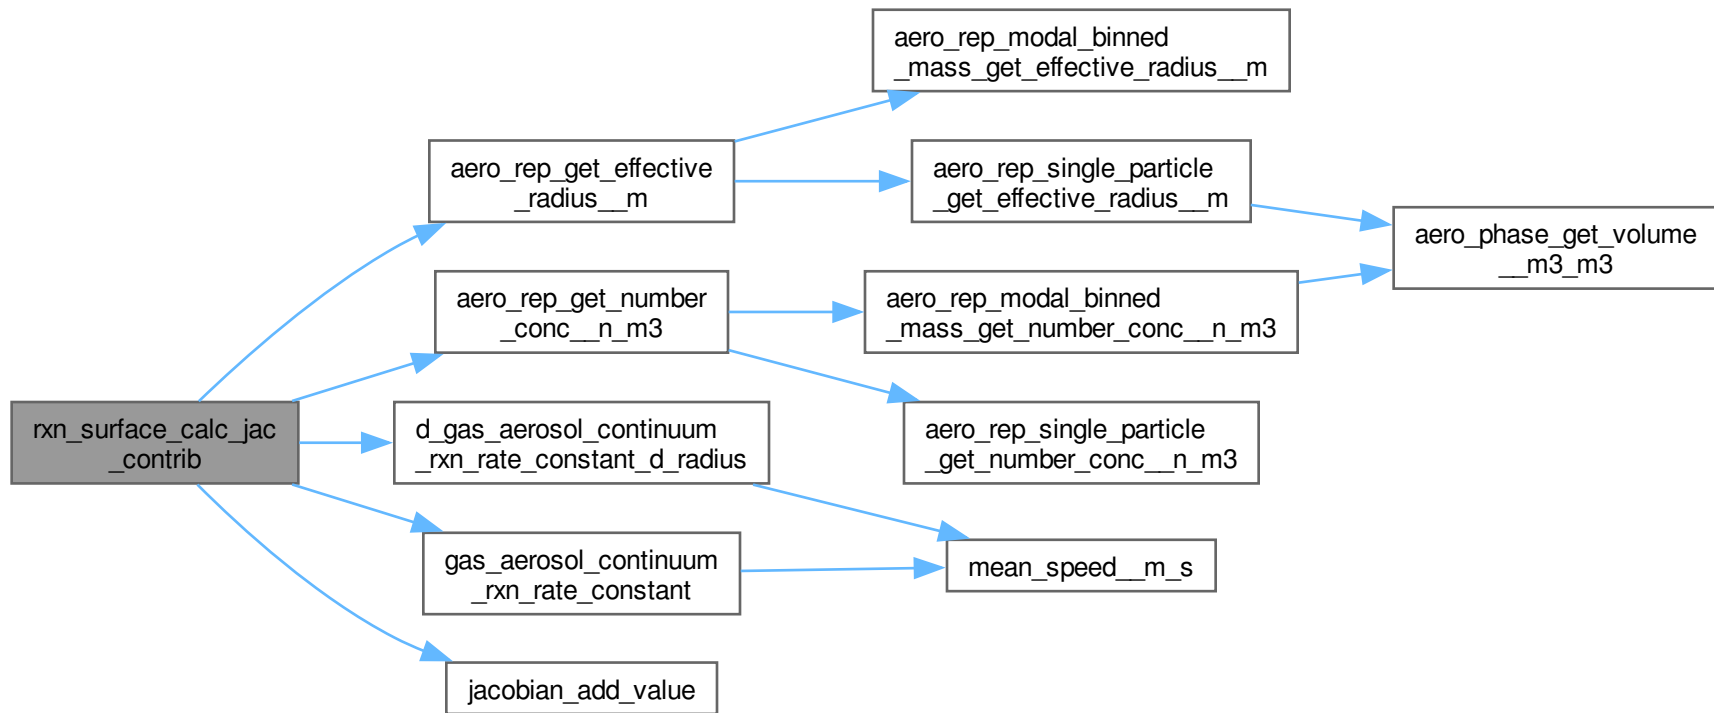 rxn_surface_calc_jac
_contrib
aero_rep_get_effective
_radius__m
aero_rep_get_number
_conc__n_m3
d_gas_aerosol_continuum
_rxn_rate_constant_d_radius
gas_aerosol_continuum
_rxn_rate_constant
jacobian_add_value
aero_rep_modal_binned
_mass_get_effective_radius__m
aero_rep_single_particle
_get_effective_radius__m
aero_rep_modal_binned
_mass_get_number_conc__n_m3
aero_rep_single_particle
_get_number_conc__n_m3
mean_speed__m_s
aero_phase_get_volume
__m3_m3